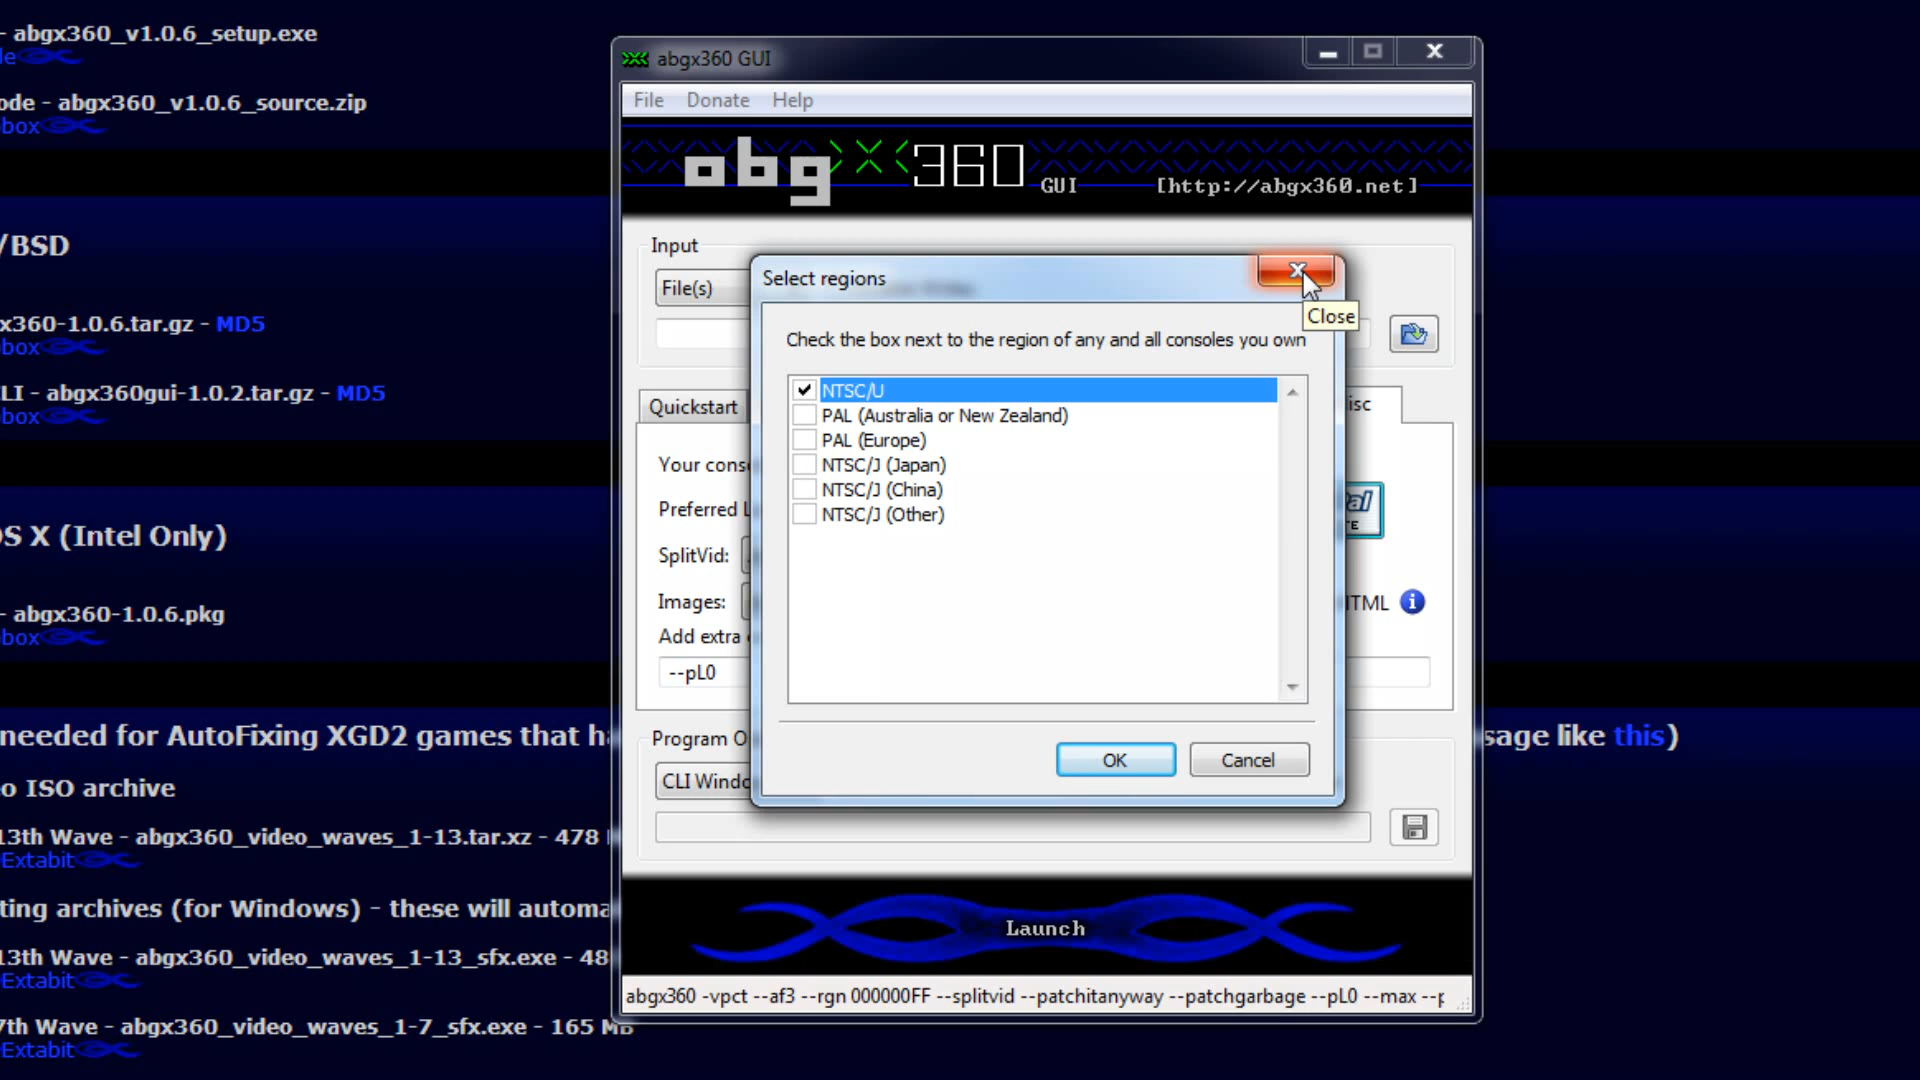 - abgx360_v1.0.6_setup.exe
ode - abgx360_v1.0.6_source.zip
box
/BSD
x360-1.0.6.tar.gz - MD5
box
LI - abgx360gui-1.0.2.tar.gz - MD5
box
OS X (Intel Only)
- abgx360-1.0.6.pkg
box
needed for AutoFixing XGD2 games that ha
sage like this)
o ISO archive
13th Wave - abgx360_video_waves_1-13.tar.xz - 478
Extabit
ting archives (for Windows) - these will automa
13th Wave - abgx360_video_waves_1-13_sfx.exe - 48
Extabit
7th Wave - abgx360_video_waves_1-7_sfx.exe - 165 MB
Extabit
abgx360 GUI
File Donate Help
abgx360 GUI [http://abgx360.net]
Input
File(s)
Quickstart
isc
Your conso
Preferred L
SplitVid:
Images:
HTML
Add extra
--pL0
Program O
CLI Windo
Select regions
Close
Check the box next to the region of any and all consoles you own
NTSC/U
PAL (Australia or New Zealand)
PAL (Europe)
NTSC/J (Japan)
NTSC/J (China)
NTSC/J (Other)
OK Cancel
Launch
abgx360 -vpct --af3 --rgn 000000FF --splitvid --patchitanyway --patchgarbage --pL0 --max --p